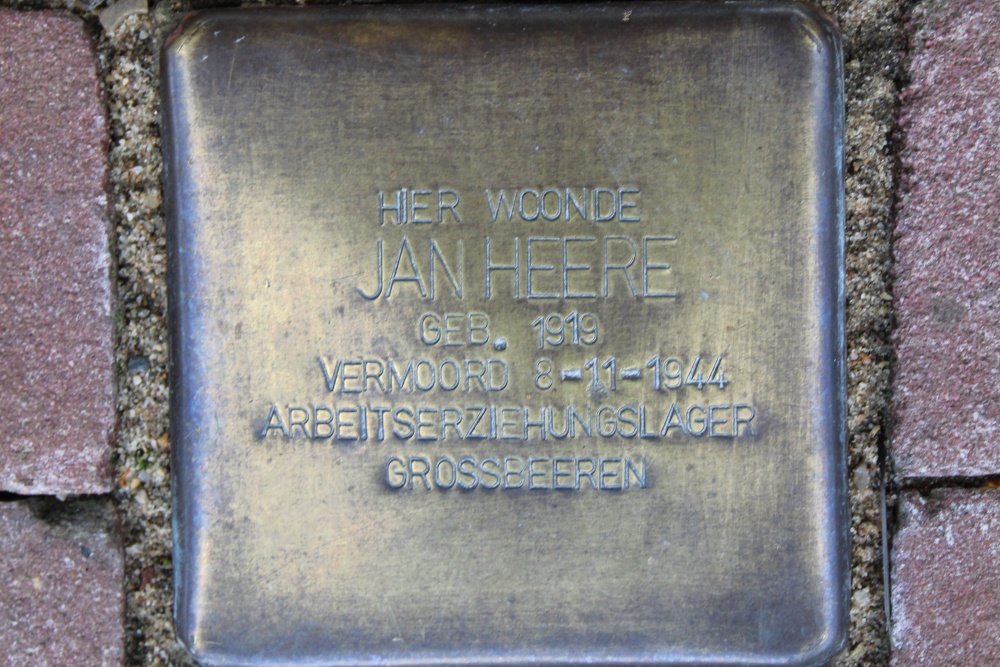 HIER WOONDE
JAN HEERE
GEB. 1919
VERMOORD 8-11-1944
ARBEITSERZIEHUNGSLAGER
GROSSBEEREN